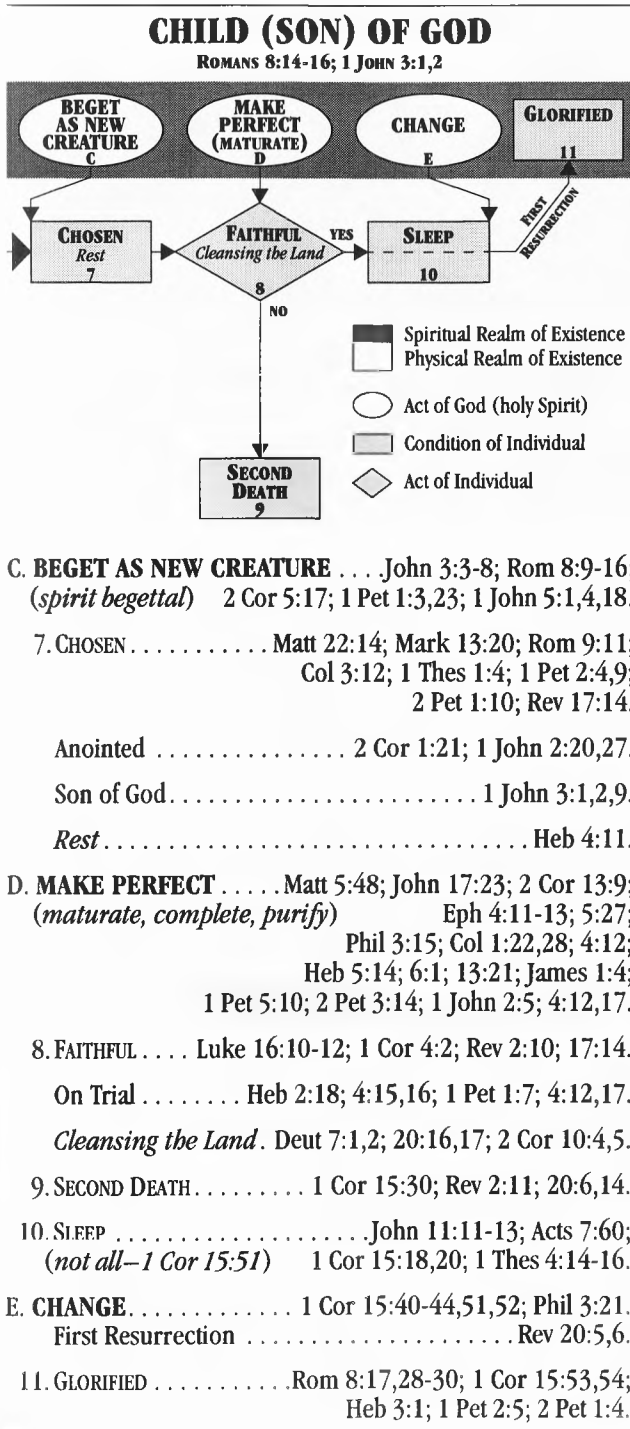 CHILD (SON) OF GOD
ROMANS 8:14-16; 1 JOHN 3:1,2
BEGET
AS NEW
CREATURE
C
MAKE
PERFECT
(MATURATE)
D
CHANGE
E
GLORIFIED
11
CHOSEN
Rest
7
FAITHFUL
Cleansing the Land
8
YES
SLEEP
10
FIRST
RESURRECTION
NO
SECOND
DEATH
9
Spiritual Realm of Existence
Physical Realm of Existence
Act of God (holy Spirit)
Condition of Individual
Act of Individual
C. BEGET AS NEW CREATURE . . . . John 3:3-8; Rom 8:9-16
(spirit begettal) 2 Cor 5:17; 1 Pet 1:3,23; 1 John 5:1,4,18.
7. CHOSEN . . . . . . . . . . . Matt 22:14; Mark 13:20; Rom 9:11;
Col 3:12; 1 Thes 1:4; 1 Pet 2:4,9;
2 Pet 1:10; Rev 17:14.
Anointed . . . . . . . . . . . . . . . 2 Cor 1:21; 1 John 2:20,27.
Son of God . . . . . . . . . . . . . . . . . . . . . . . 1 John 3:1,2,9.
Rest . . . . . . . . . . . . . . . . . . . . . . . . . . . . . . . . Heb 4:11.
D. MAKE PERFECT . . . . . Matt 5:48; John 17:23; 2 Cor 13:9;
(maturate, complete, purify) Eph 4:11-13; 5:27;
Phil 3:15; Col 1:22,28; 4:12;
Heb 5:14; 6:1; 13:21; James 1:4;
1 Pet 5:10; 2 Pet 3:14; 1 John 2:5; 4:12,17.
8. FAITHFUL . . . . Luke 16:10-12; 1 Cor 4:2; Rev 2:10; 17:14.
On Trial . . . . . . . . Heb 2:18; 4:15,16; 1 Pet 1:7; 4:12,17.
Cleansing the Land . Deut 7:1,2; 20:16,17; 2 Cor 10:4,5.
9. SECOND DEATH . . . . . . . . . 1 Cor 15:30; Rev 2:11; 20:6,14.
10. SLEEP . . . . . . . . . . . . . . . . . . . John 11:11-13; Acts 7:60;
(not all–1 Cor 15:51) 1 Cor 15:18,20; 1 Thes 4:14-16.
E. CHANGE . . . . . . . . . . . . . 1 Cor 15:40-44,51,52; Phil 3:21.
First Resurrection . . . . . . . . . . . . . . . . . . . . Rev 20:5,6.
11. GLORIFIED . . . . . . . . . . . Rom 8:17,28-30; 1 Cor 15:53,54;
Heb 3:1; 1 Pet 2:5; 2 Pet 1:4.